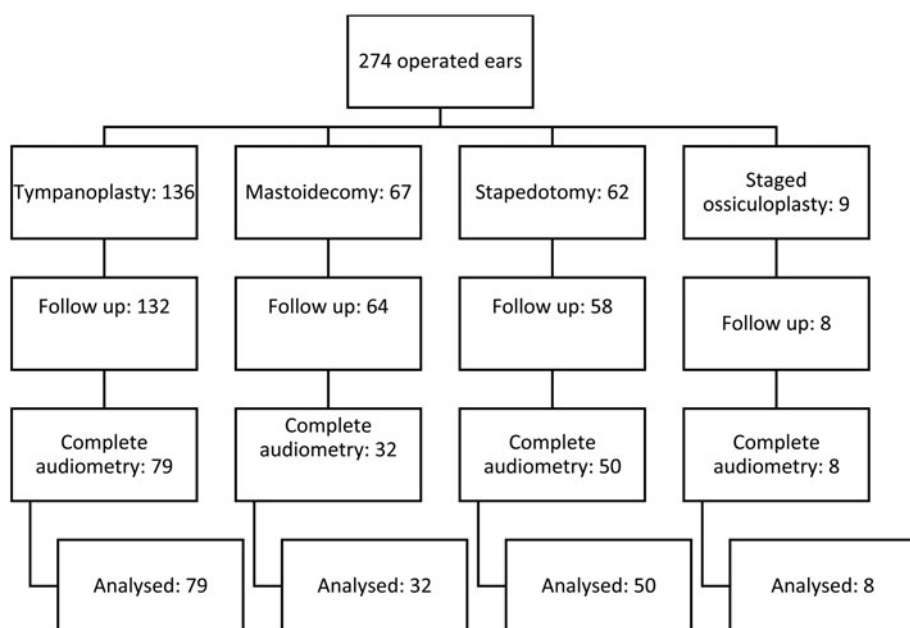 274 operated ears
Tympanoplasty: 136
Mastoidecomy: 67
Stapedotomy: 62
Staged
ossiculoplasty: 9
Follow up: 132
Follow up: 64
Follow up: 58
Follow up: 8
Complete
audiometry: 79
Complete
audiometry: 32
Complete
audiometry: 50
Complete
audiometry: 8
Analysed: 79
Analysed: 32
Analysed: 50
Analysed: 8